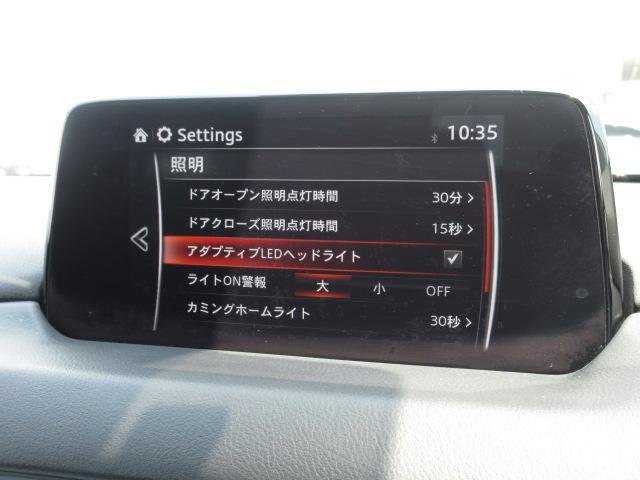 Settings 10:35
照明
ドアオープン照明点灯時間 30分
ドアクローズ照明点灯時間 15秒
アダプティブLEDヘッドライト
ライトON警報 大 小 OFF
カミングホームライト 30秒